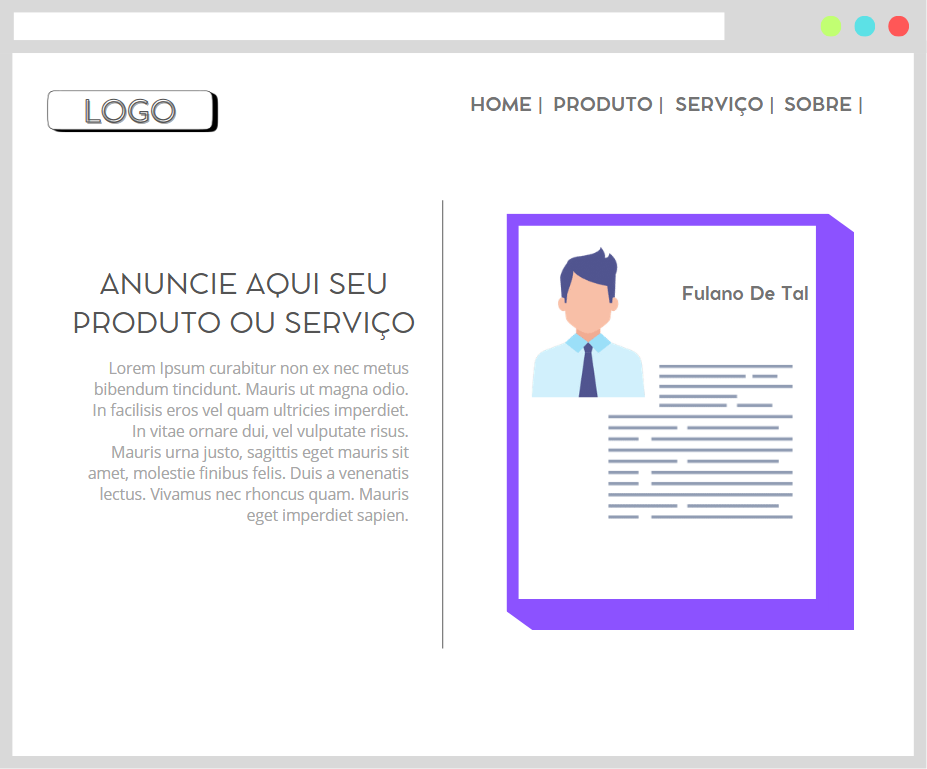 LOGO
HOME | PRODUTO | SERVIÇO | SOBRE |
ANUNCIE AQUI SEU
PRODUTO OU SERVIÇO
Lorem Ipsum curabitur non ex nec metus
bibendum tincidunt. Mauris ut magna odio.
In facilisis eros vel quam ultricies imperdiet.
In vitae ornare dui, vel vulputate risus.
Mauris urna justo, sagittis eget mauris sit
amet, molestie finibus felis. Duis a venenatis
lectus. Vivamus nec rhoncus quam. Mauris
eget imperdiet sapien.
Fulano De Tal